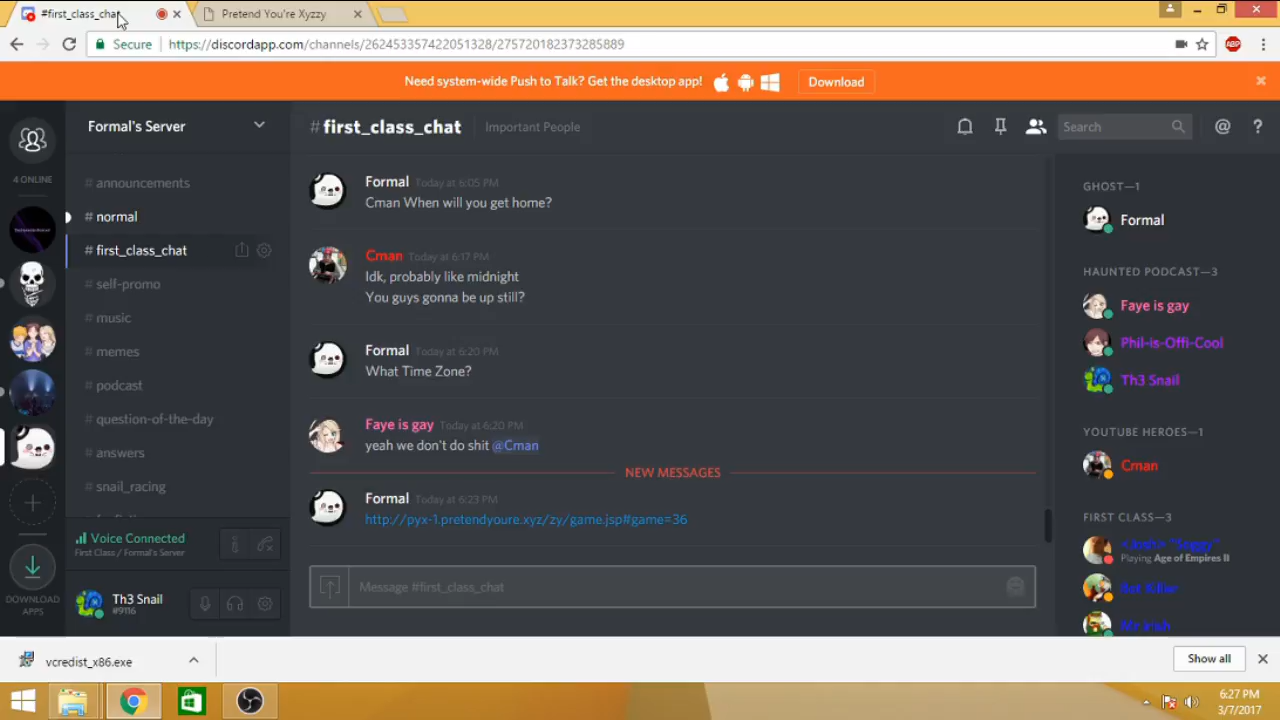 #first_class_chat
Pretend You're Xyzzy
Secure
https://discordapp.com/channels/262453357422051328/275720182373285889
ABP
Need system-wide Push to Talk? Get the desktop app!
Download
4 ONLINE
DOWNLOAD
APPS
Formal's Server
# announcements
# normal
# first_class_chat
# self-promo
# music
# memes
# podcast
# question-of-the-day
# answers
# snail_racing
Voice Connected
First Class / Formal's Server
Th3 Snail
#9116
#first_class_chat
Important People
Search
@
?
Formal Today at 6:05 PM
Cman When will you get home?
Cman Today at 6:17 PM
Idk, probably like midnight
You guys gonna be up still?
Formal Today at 6:20 PM
What Time Zone?
Faye is gay Today at 6:20 PM
yeah we don't do shit @Cman
NEW MESSAGES
Formal Today at 6:23 PM
http://pyx-1.pretendyoure.xyz/zy/game.jsp#game=36
Message #first_class_chat
GHOST—1
Formal
HAUNTED PODCAST—3
Faye is gay
Phil-is-Offi-Cool
Th3 Snail
YOUTUBE HEROES—1
Cman
FIRST CLASS—3
Playing Age of Empires II
Mr Irish
vcredist_x86.exe
Show all
6:27 PM
3/7/2017